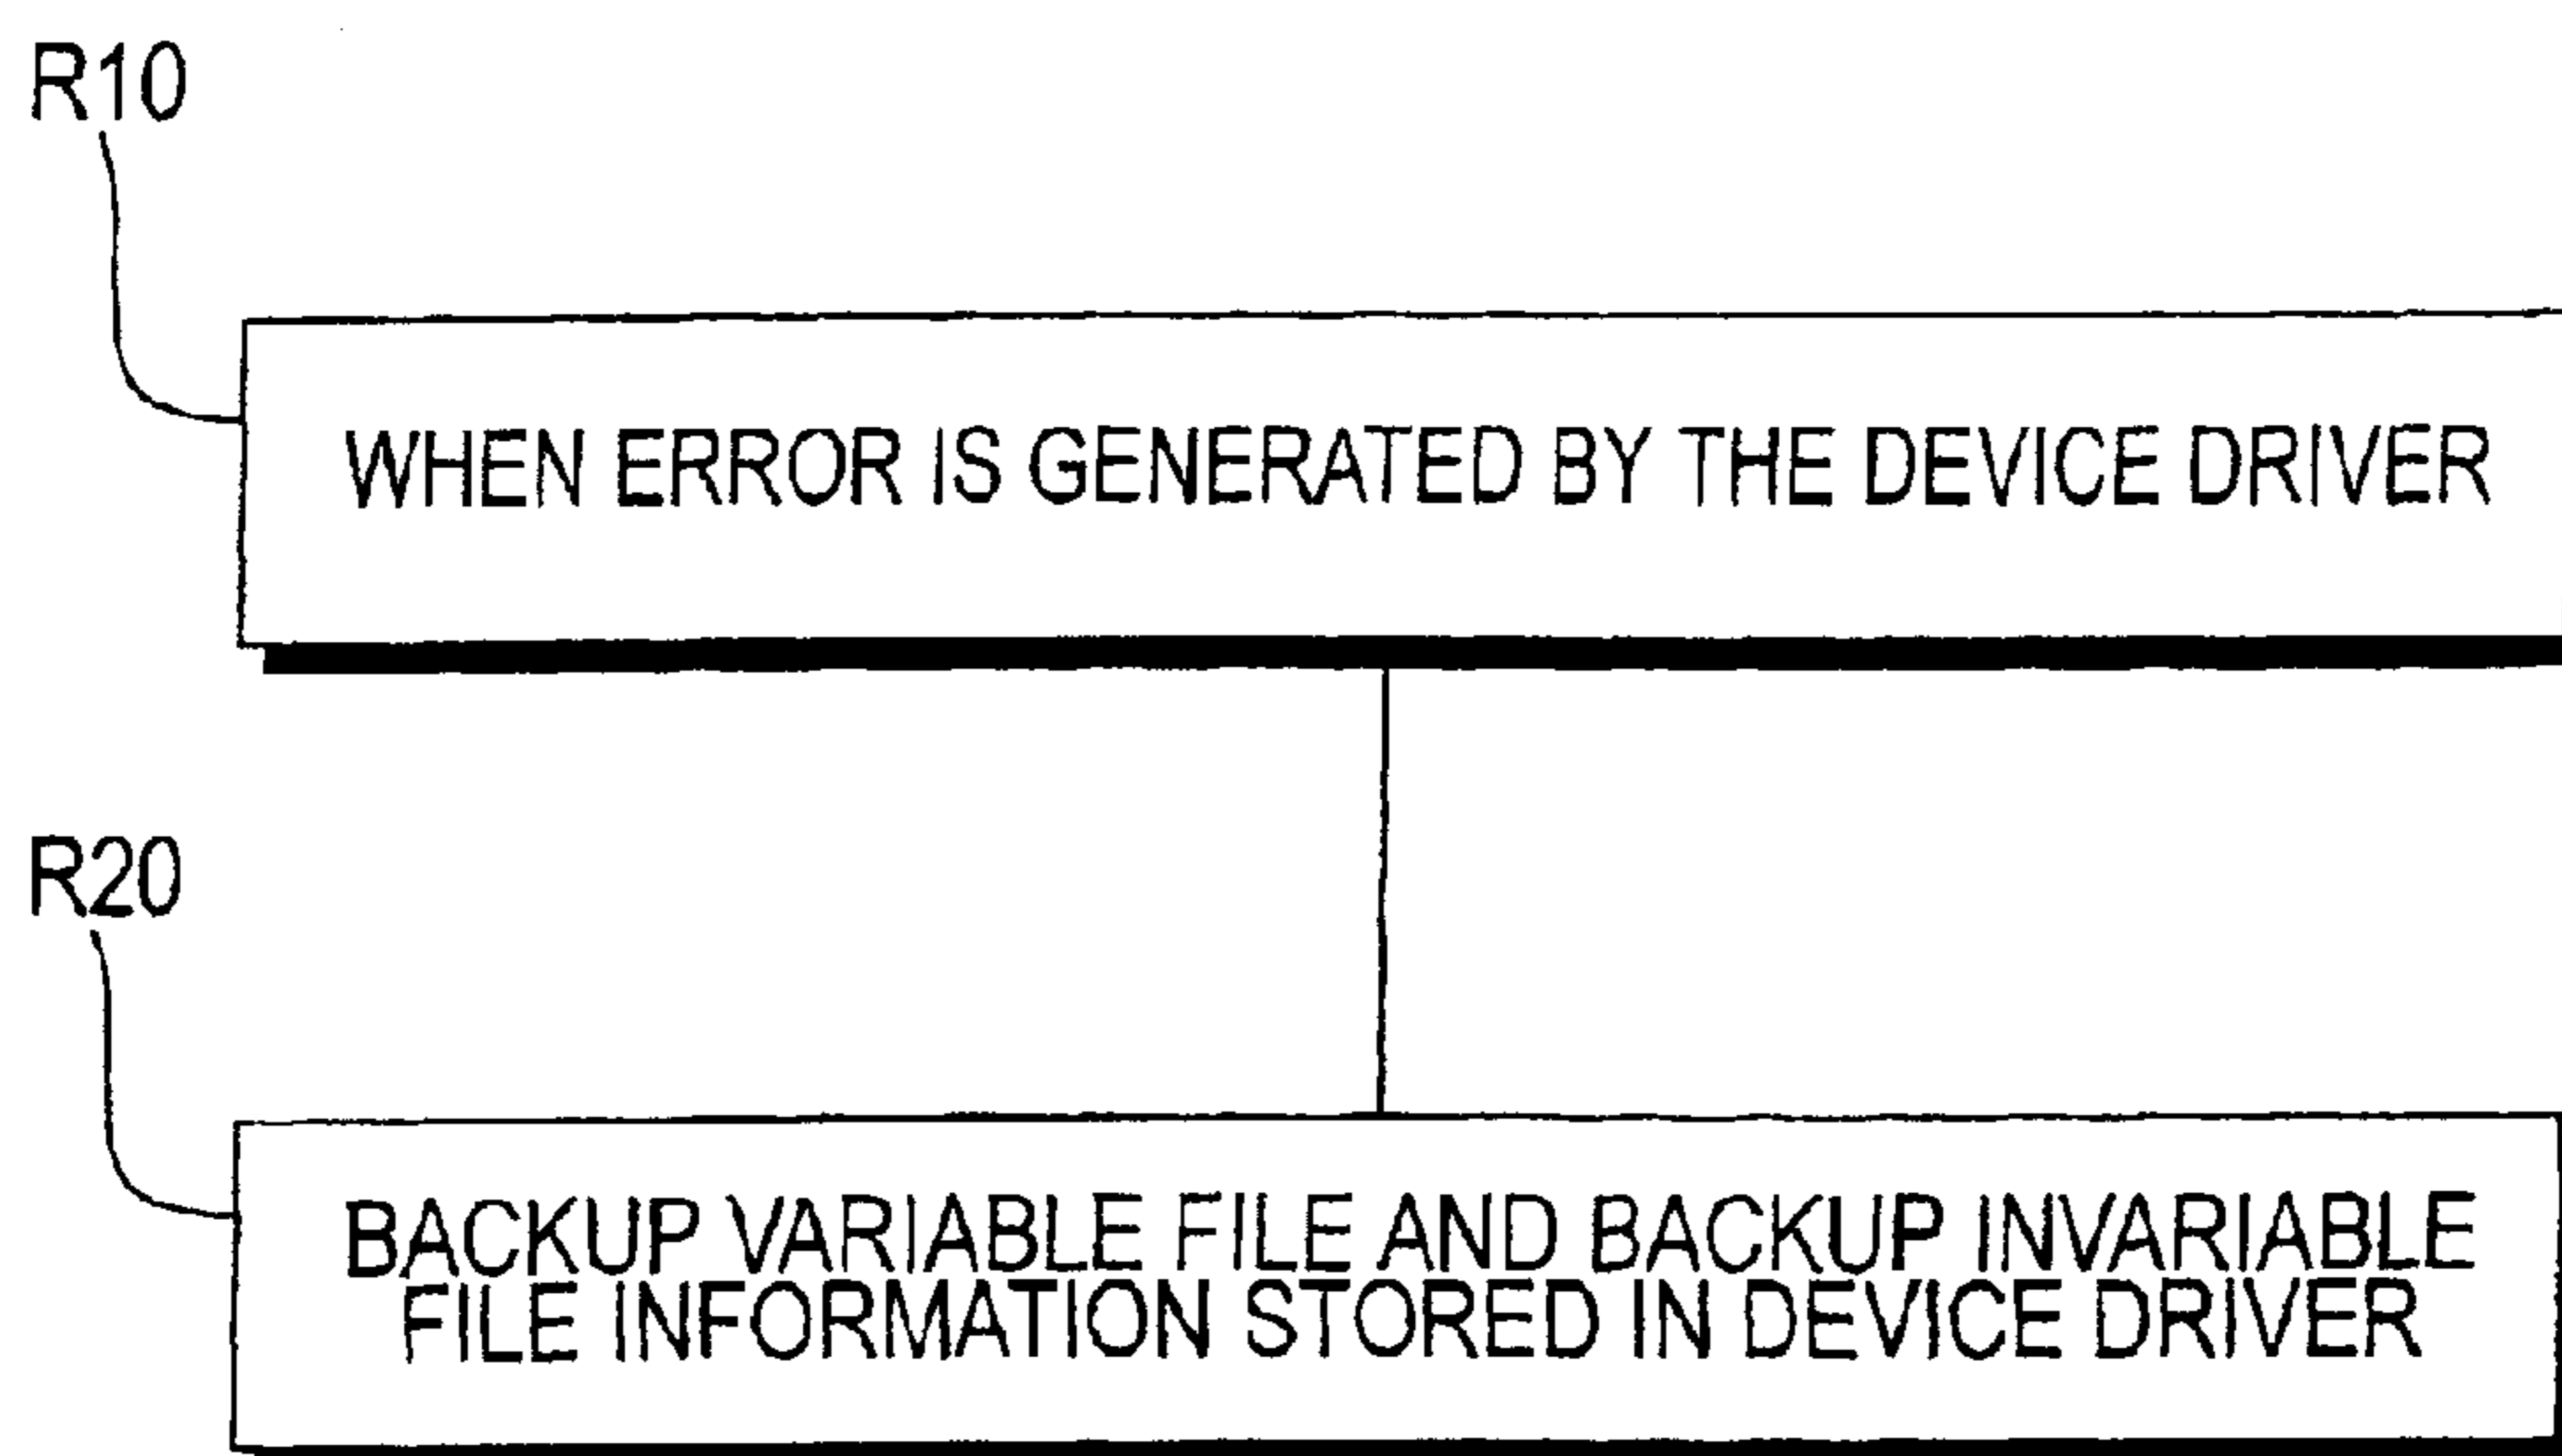 R10
WHEN ERROR IS GENERATED BY THE DEVICE DRIVER
R20
BACKUP VARIABLE FILE AND BACKUP INVARIABLE
FILE INFORMATION STORED IN DEVICE DRIVER